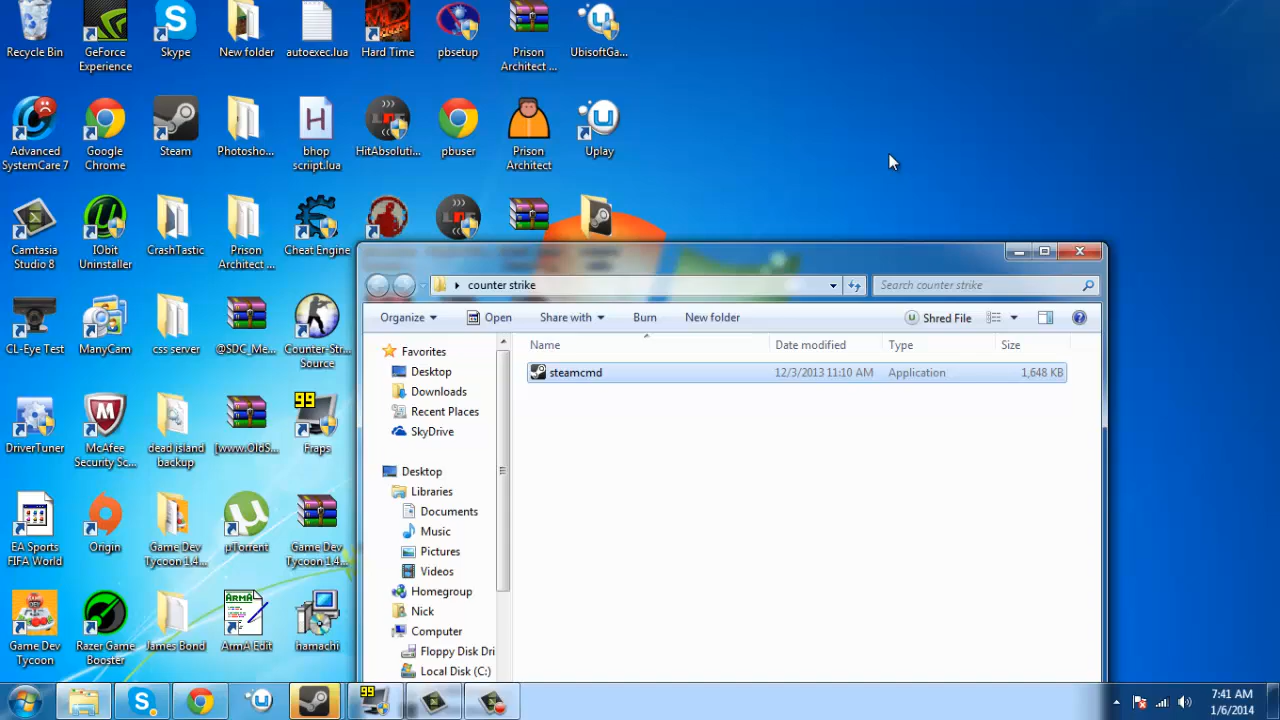 Recycle Bin
GeForce
Experience
Skype
New folder
autoexec.lua
Hard Time
pbsetup
Prison
Architect ...
UbisoftGa...
Advanced
SystemCare 7
Google
Chrome
Steam
Photosho...
H
bhop
scriipt.lua
HitAbsoluti...
pbuser
Prison
Architect
Uplay
Camtasia
Studio 8
IObit
Uninstaller
CrashTastic
Prison
Architect ...
Cheat Engine
CL-Eye Test
ManyCam
css server
@SDC_Me...
Counter-Str...
Source
DriverTuner
McAfee
Security Sc...
dead island
backup
[www.OldS...
99
Fraps
EA Sports
FIFA World
Origin
Game Dev
Tycoon 1.4...
µTorrent
Game Dev
Tycoon 1.4...
Game Dev
Tycoon
Razer Game
Booster
James Bond
ArmA
ArmA Edit
hamachi
counter strike
Search counter strike
Organize
Open
Share with
Burn
New folder
Shred File
Name
Date modified
Type
Size
steamcmd
12/3/2013 11:10 AM
Application
1,648 KB
Favorites
Desktop
Downloads
Recent Places
SkyDrive
Desktop
Libraries
Documents
Music
Pictures
Videos
Homegroup
Nick
Computer
Floppy Disk Dri
Local Disk (C:)
99
7:41 AM
1/6/2014